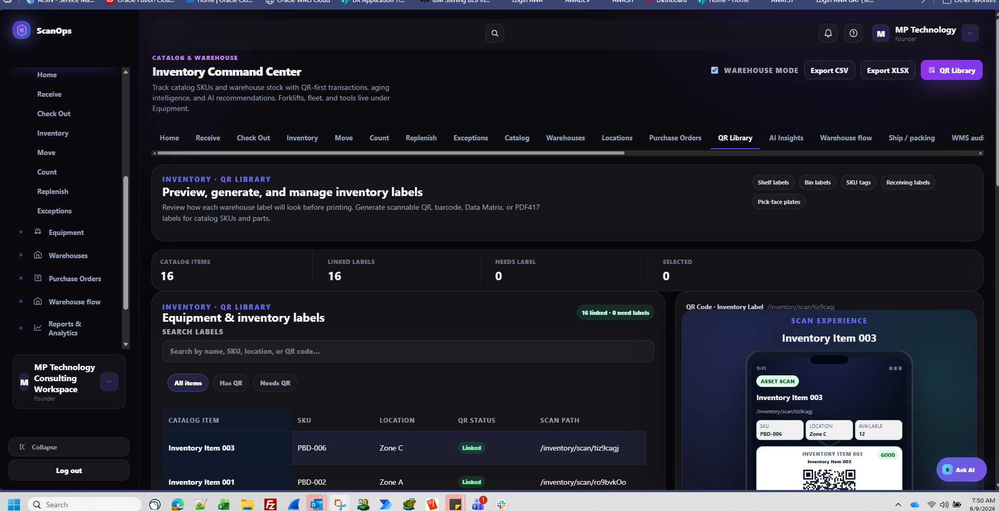 AISIN - Service Ma...
Oracle Fusion Cloud...
Home | Oracle Clo...
Oracle WMS Cloud
DX Application Ti...
IBM Sterling B2B In...
Login AWA
AWADEV
AWASIT
Dashboard
Home - Home
AWATST
Login AWA UAT (Te...
Other favorites
ScanOps
MP Technology
Founder
M
CATALOG & WAREHOUSE
Inventory Command Center
Track catalog SKUs and warehouse stock with QR-first transactions, aging
intelligence, and AI recommendations. Forklifts, fleet, and tools live under
Equipment.
WAREHOUSE MODE
Export CSV
Export XLSX
QR Library
Home
Receive
Check Out
Inventory
Move
Count
Replenish
Exceptions
Equipment
Warehouses
Purchase Orders
Warehouse flow
Reports &
Analytics
M
MP Technology
Consulting
Workspace
Founder
Collapse
Log out
Home Receive Check Out Inventory Move Count Replenish Exceptions Catalog Warehouses Locations Purchase Orders QR Library AI Insights Warehouse flow Ship / packing WMS audi
INVENTORY · QR LIBRARY
Preview, generate, and manage inventory labels
Review how each warehouse label will look before printing. Generate scannable QR, barcode, Data Matrix, or PDF417
labels for catalog SKUs and parts.
Shelf labels
Bin labels
SKU tags
Receiving labels
Pick-face plates
CATALOG ITEMS
16
LINKED LABELS
16
NEEDS LABEL
0
SELECTED
0
INVENTORY · QR LIBRARY
Equipment & inventory labels
16 linked · 0 need labels
SEARCH LABELS
Search by name, SKU, location, or QR code...
All items
Has QR
Needs QR
CATALOG ITEM SKU LOCATION QR STATUS SCAN PATH
Inventory Item 003 PBD-006 Zone C Linked /inventory/scan/tiz9cagj
Inventory Item 001 PBD-002 Zone A Linked /inventory/scan/ro9bvkOo
QR Code · Inventory Label /inventory/scan/tiz9cagj
SCAN EXPERIENCE
Inventory Item 003
9:41
ASSET SCAN
Inventory Item 003
/inventory/scan/tiz9cagj
SKU
PBD-006
LOCATION
Zone C
AVAILABLE
12
INVENTORY ITEM 003
GOOD
Inventory Item 003
S
Ask AI
Search
1
7:50 AM
8/9/2026